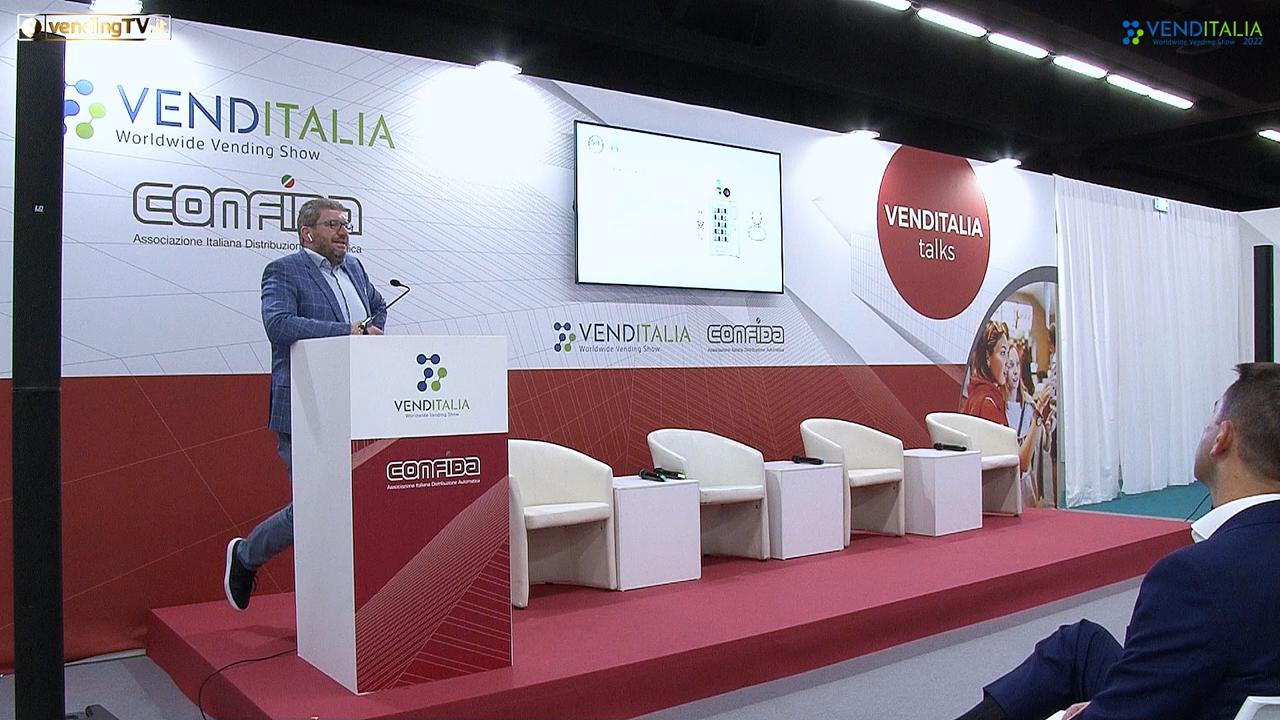 vendingTV.it
VENDITALIA
Worldwide Vending Show 2022
VENDITALIA
Worldwide Vending Show
CONFIDA
Associazione Italiana Distribuzione
VENDITALIA
talks
VENDITALIA
Worldwide Vending Show
CONFIDA
Associazione Italiana Distribuzione Automatica
VENDITALIA
Worldwide Vending Show
CONFIDA
Associazione Italiana Distribuzione Automatica